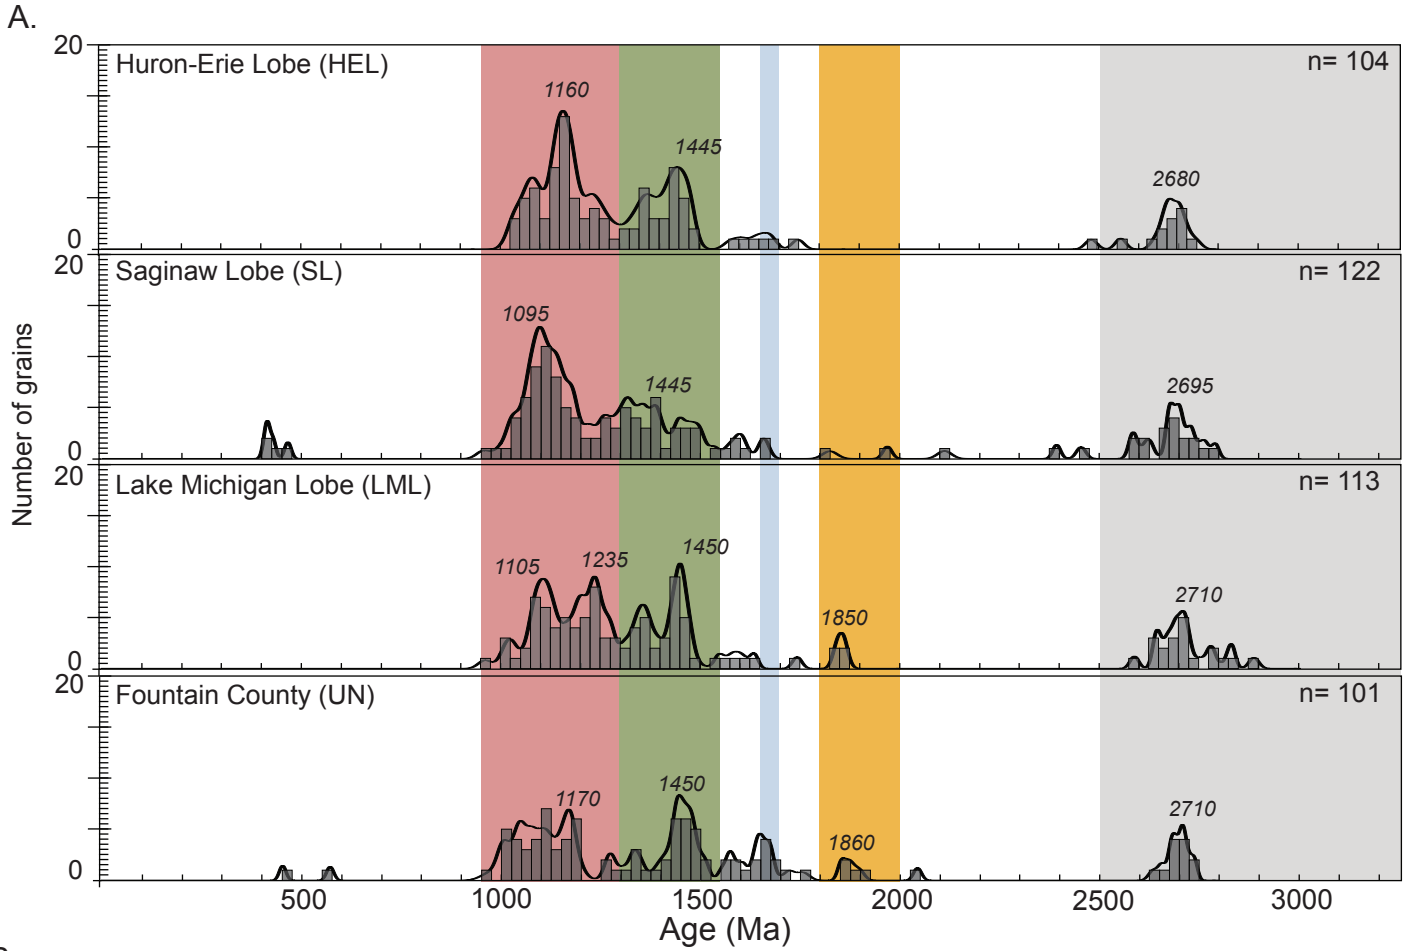 A.
20
Huron-Erie Lobe (HEL)
n= 104
1160
1445
2680
0
20
Saginaw Lobe (SL)
n= 122
1095
1445
2695
0
Number of grains
20
Lake Michigan Lobe (LML)
n= 113
1105
1235
1450
1850
2710
0
20
Fountain County (UN)
n= 101
1170
1450
1860
2710
0
500
1000
1500
2000
2500
3000
Age (Ma)